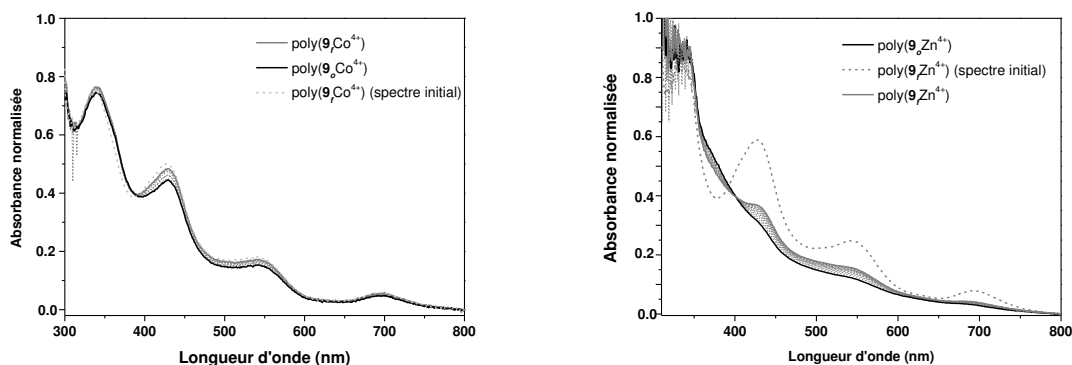 1.0
0.8
0.6
0.4
0.2
0.0
Absorbance normalisée
poly(9fCo4+)
poly(9oCo4+)
poly(9fCo4+) (spectre initial)
300 400 500 600 700 800
Longueur d'onde (nm)
1.0
0.8
0.6
0.4
0.2
0.0
Absorbance normalisée
poly(9oZn4+)
poly(9fZn4+) (spectre initial)
poly(9fZn4+)
400 500 600 700 800
Longueur d'onde (nm)